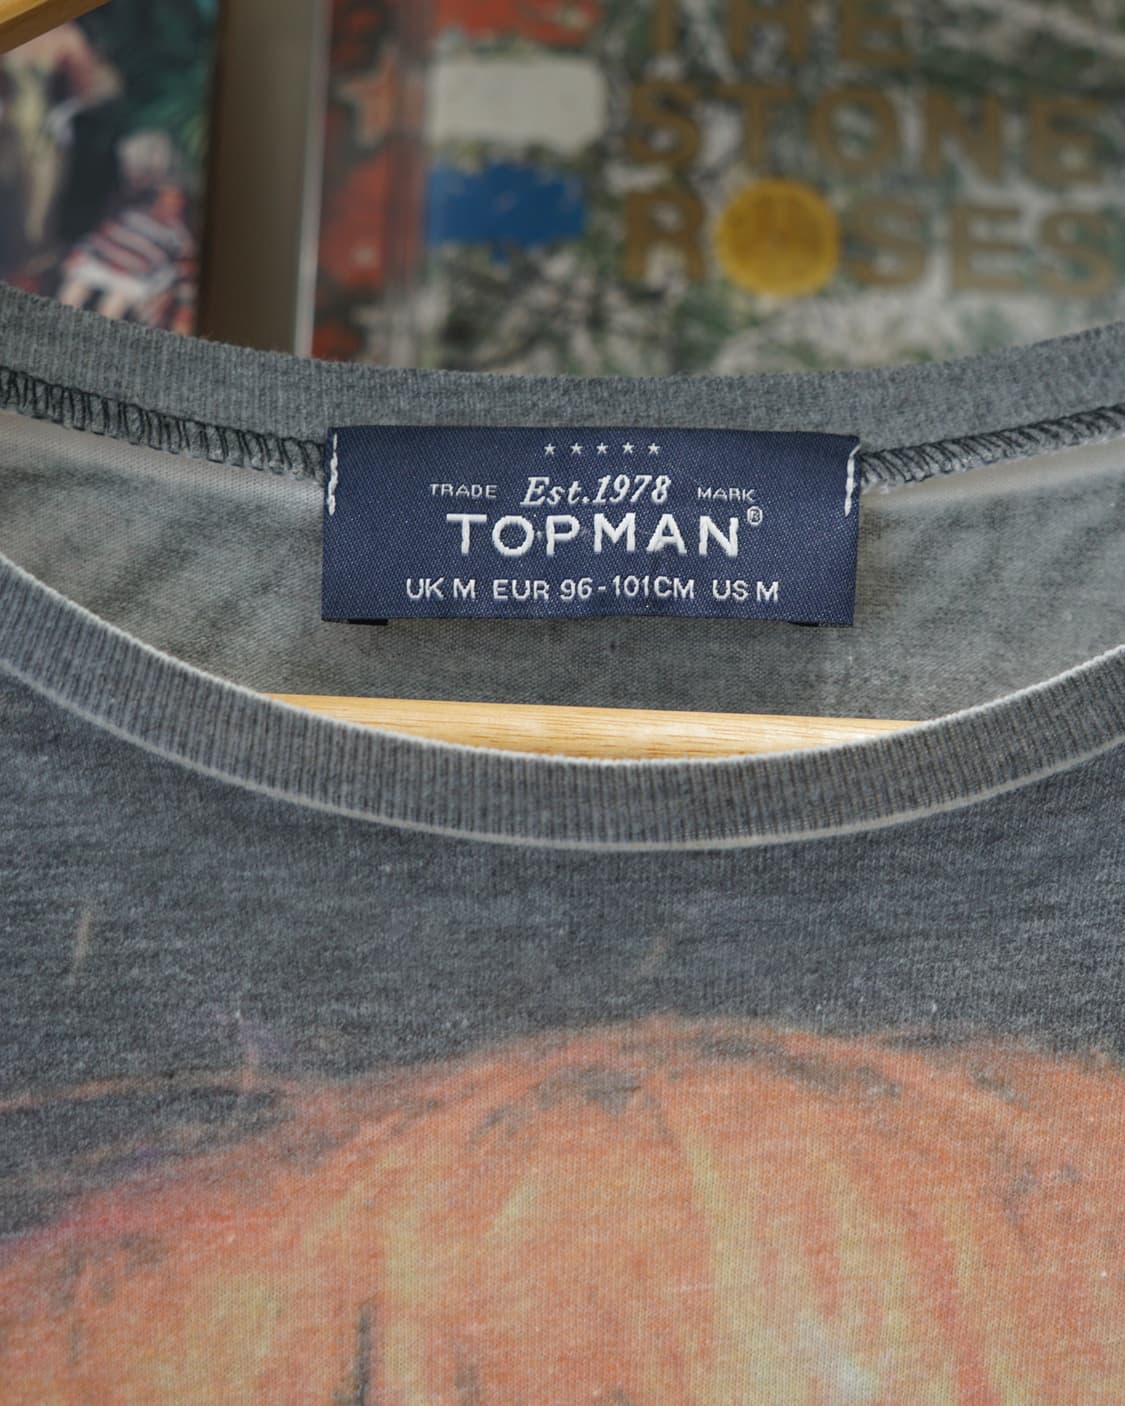 THE
STONE
ROSES
★ ★ ★ ★ ★
TRADE Est.1978 MARK
TOPMAN®
UK M EUR 96-101CM US M